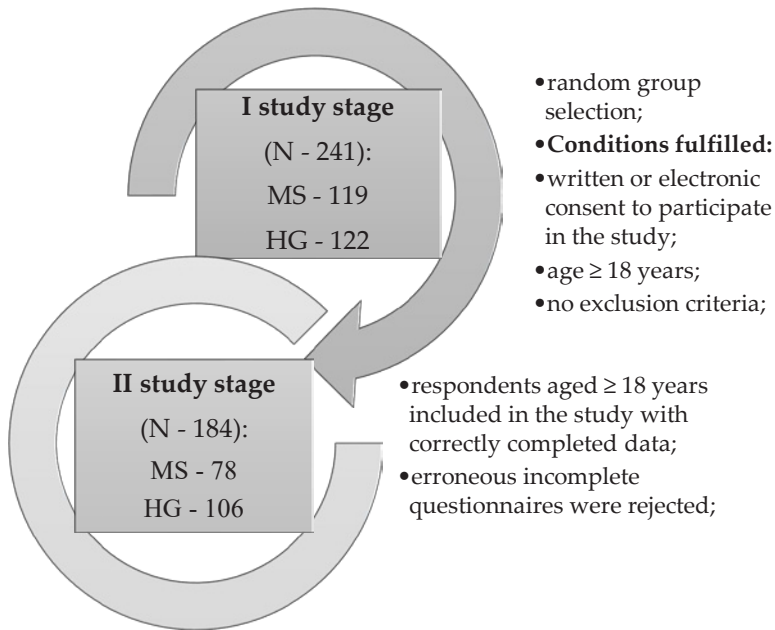 I study stage
(N - 241):
MS - 119
HG - 122
•random group
selection;
•Conditions fulfilled:
•written or electronic
consent to participate
in the study;
•age ≥ 18 years;
•no exclusion criteria;
II study stage
(N - 184):
MS - 78
HG - 106
•respondents aged ≥ 18 years
included in the study with
correctly completed data;
•erroneous incomplete
questionnaires were rejected;